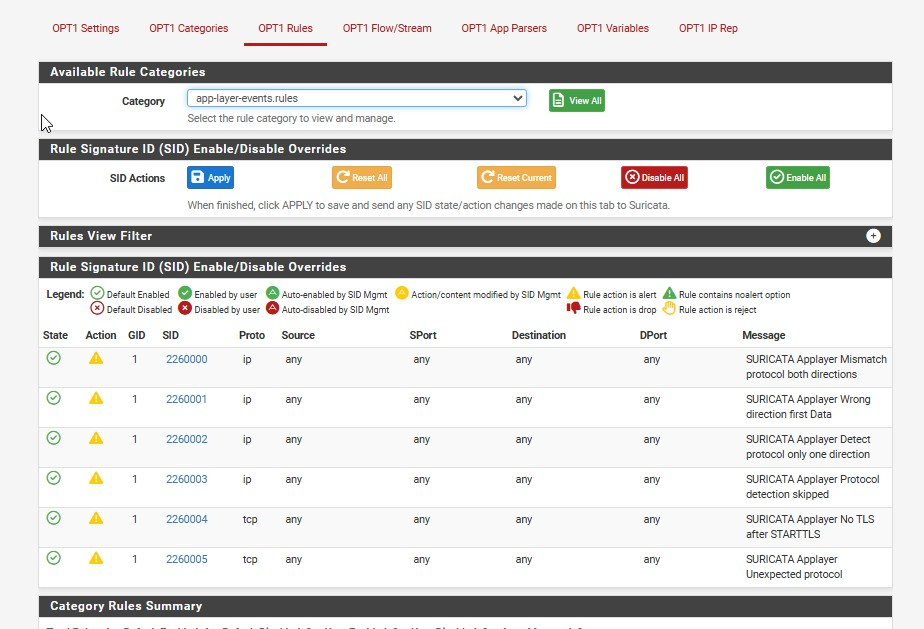 OPT1 Settings OPT1 Categories OPT1 Rules OPT1 Flow/Stream OPT1 App Parsers OPT1 Variables OPT1 IP Rep
Available Rule Categories
Category app-layer-events.rules View All
Select the rule category to view and manage.
Rule Signature ID (SID) Enable/Disable Overrides
SID Actions Apply Reset All Reset Current Disable All Enable All
When finished, click APPLY to save and send any SID state/action changes made on this tab to Suricata.
Rules View Filter
Rule Signature ID (SID) Enable/Disable Overrides
Legend: Default Enabled Enabled by user Auto-enabled by SID Mgmt Action/content modified by SID Mgmt Rule action is alert Rule contains noalert option
Default Disabled Disabled by user Auto-disabled by SID Mgmt Rule action is drop Rule action is reject
State Action GID SID Proto Source SPort Destination DPort Message
1 2260000 ip any any any any SURICATA Applayer Mismatch
protocol both directions
1 2260001 ip any any any any SURICATA Applayer Wrong
direction first Data
1 2260002 ip any any any any SURICATA Applayer Detect
protocol only one direction
1 2260003 ip any any any any SURICATA Applayer Protocol
detection skipped
1 2260004 tcp any any any any SURICATA Applayer No TLS
after STARTTLS
1 2260005 tcp any any any any SURICATA Applayer
Unexpected protocol
Category Rules Summary